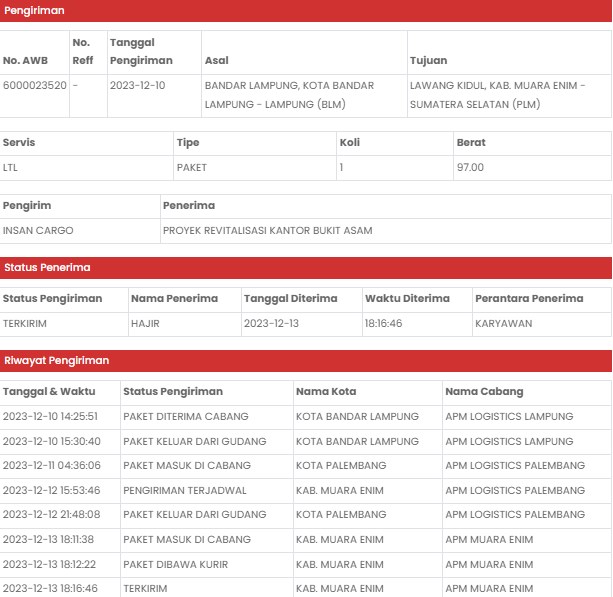 Pengiriman
No. AWB No. Reff Tanggal Pengiriman Asal Tujuan
6000023520 - 2023-12-10 BANDAR LAMPUNG, KOTA BANDAR LAMPUNG - LAMPUNG (BLM) LAWANG KIDUL, KAB. MUARA ENIM - SUMATERA SELATAN (PLM)
Servis Tipe Koli Berat
LTL PAKET 1 97.00
Pengirim Penerima
INSAN CARGO PROYEK REVITALISASI KANTOR BUKIT ASAM
Status Penerima
Status Pengiriman Nama Penerima Tanggal Diterima Waktu Diterima Perantara Penerima
TERKIRIM HAJIR 2023-12-13 18:16:46 KARYAWAN
Riwayat Pengiriman
Tanggal & Waktu Status Pengiriman Nama Kota Nama Cabang
2023-12-10 14:25:51 PAKET DITERIMA CABANG KOTA BANDAR LAMPUNG APM LOGISTICS LAMPUNG
2023-12-10 15:30:40 PAKET KELUAR DARI GUDANG KOTA BANDAR LAMPUNG APM LOGISTICS LAMPUNG
2023-12-11 04:36:06 PAKET MASUK DI CABANG KOTA PALEMBANG APM LOGISTICS PALEMBANG
2023-12-12 15:53:46 PENGIRIMAN TERJADWAL KAB. MUARA ENIM APM LOGISTICS PALEMBANG
2023-12-12 21:48:08 PAKET KELUAR DARI GUDANG KOTA PALEMBANG APM LOGISTICS PALEMBANG
2023-12-13 18:11:38 PAKET MASUK DI CABANG KAB. MUARA ENIM APM MUARA ENIM
2023-12-13 18:12:22 PAKET DIBAWA KURIR KAB. MUARA ENIM APM MUARA ENIM
2023-12-13 18:16:46 TERKIRIM KAB. MUARA ENIM APM MUARA ENIM